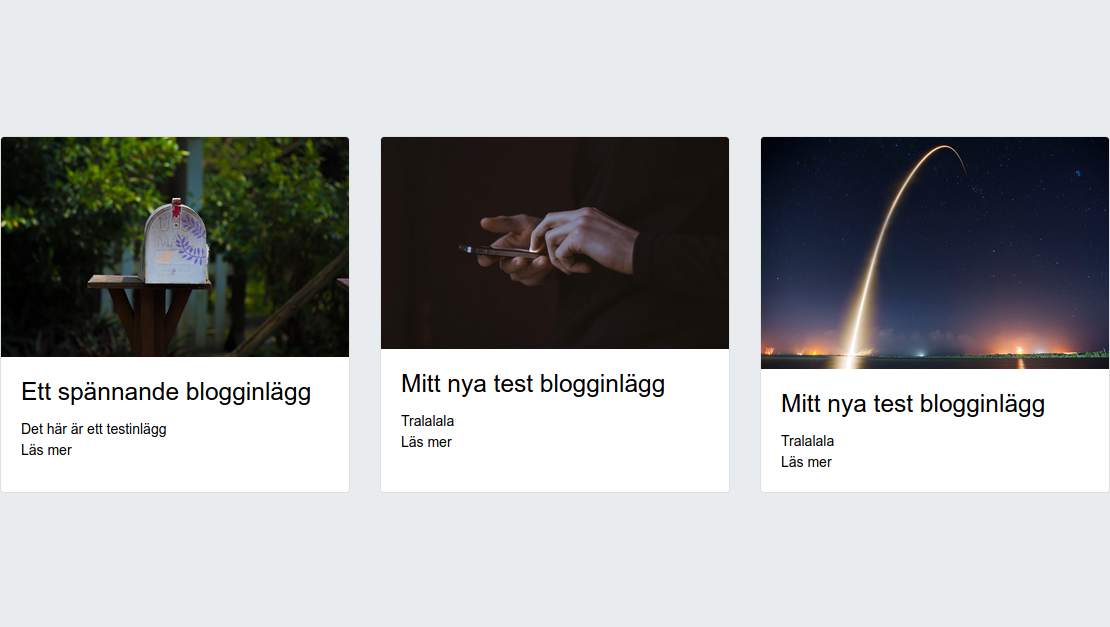 Ett spännande blogginlägg
Det här är ett testinlägg
Läs mer
Mitt nya test blogginlägg
Tralalala
Läs mer
Mitt nya test blogginlägg
Tralalala
Läs mer